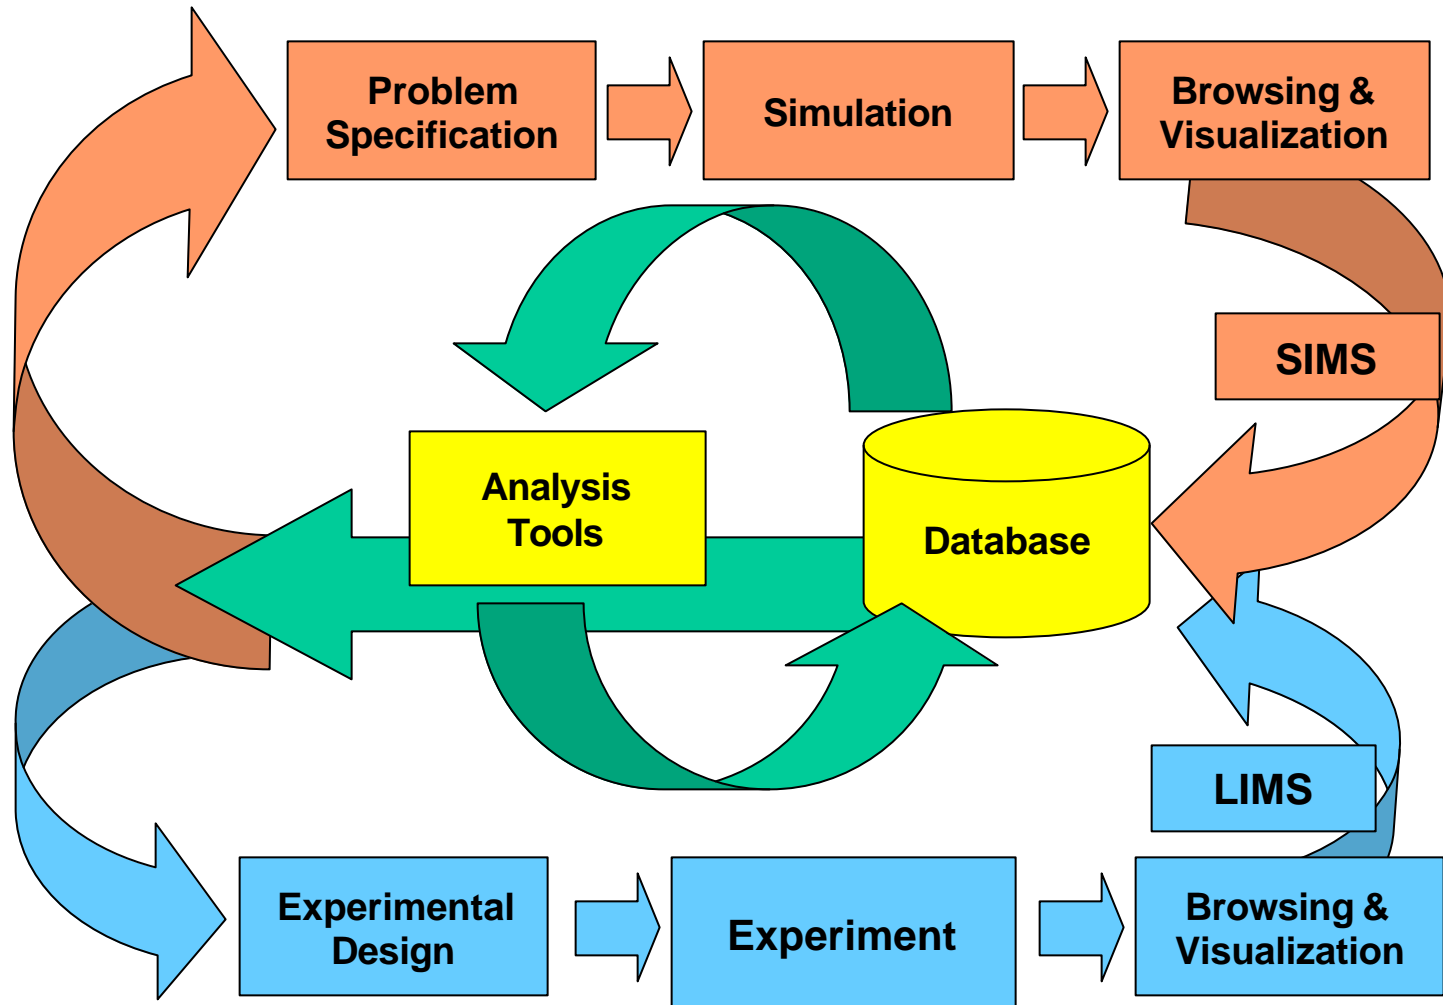 Problem
Specification
Simulation
Browsing &
Visualization
SIMS
Analysis
Tools
Database
LIMS
Experimental
Design
Experiment
Browsing &
Visualization